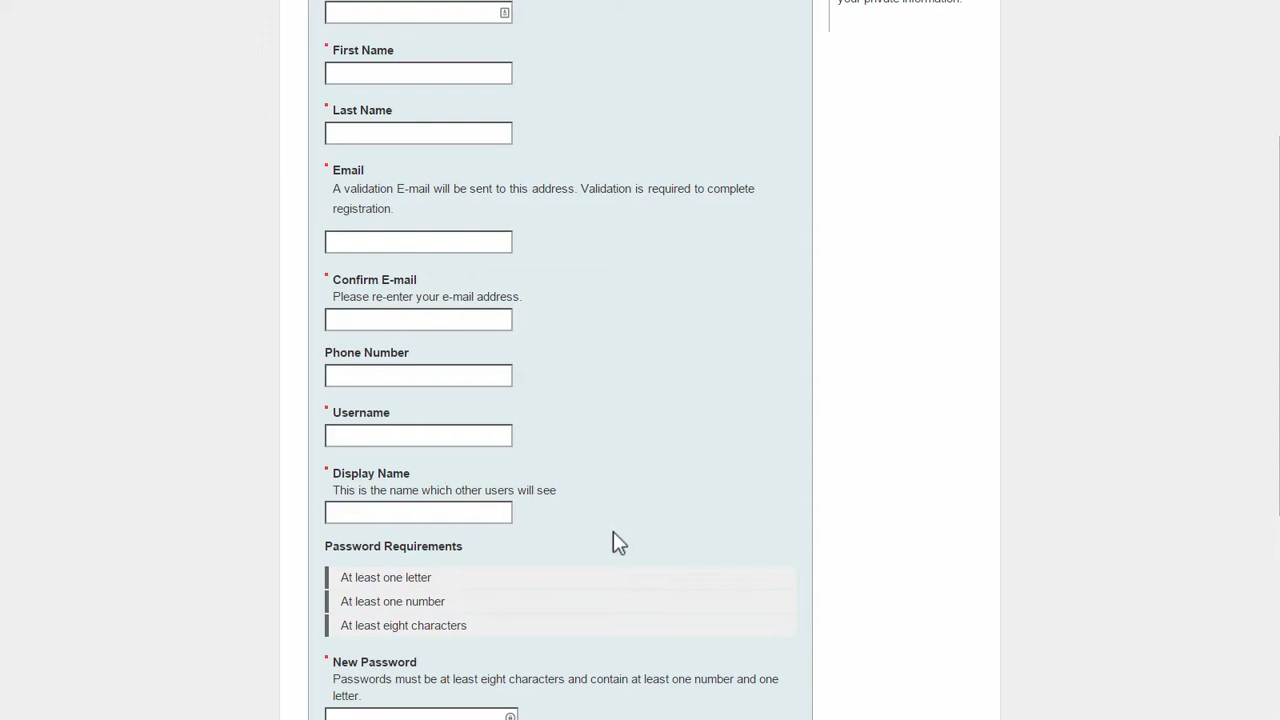 your private information.
* First Name
* Last Name
* Email
A validation E-mail will be sent to this address. Validation is required to complete
registration.
* Confirm E-mail
Please re-enter your e-mail address.
Phone Number
* Username
* Display Name
This is the name which other users will see
Password Requirements
At least one letter
At least one number
At least eight characters
* New Password
Passwords must be at least eight characters and contain at least one number and one
letter.